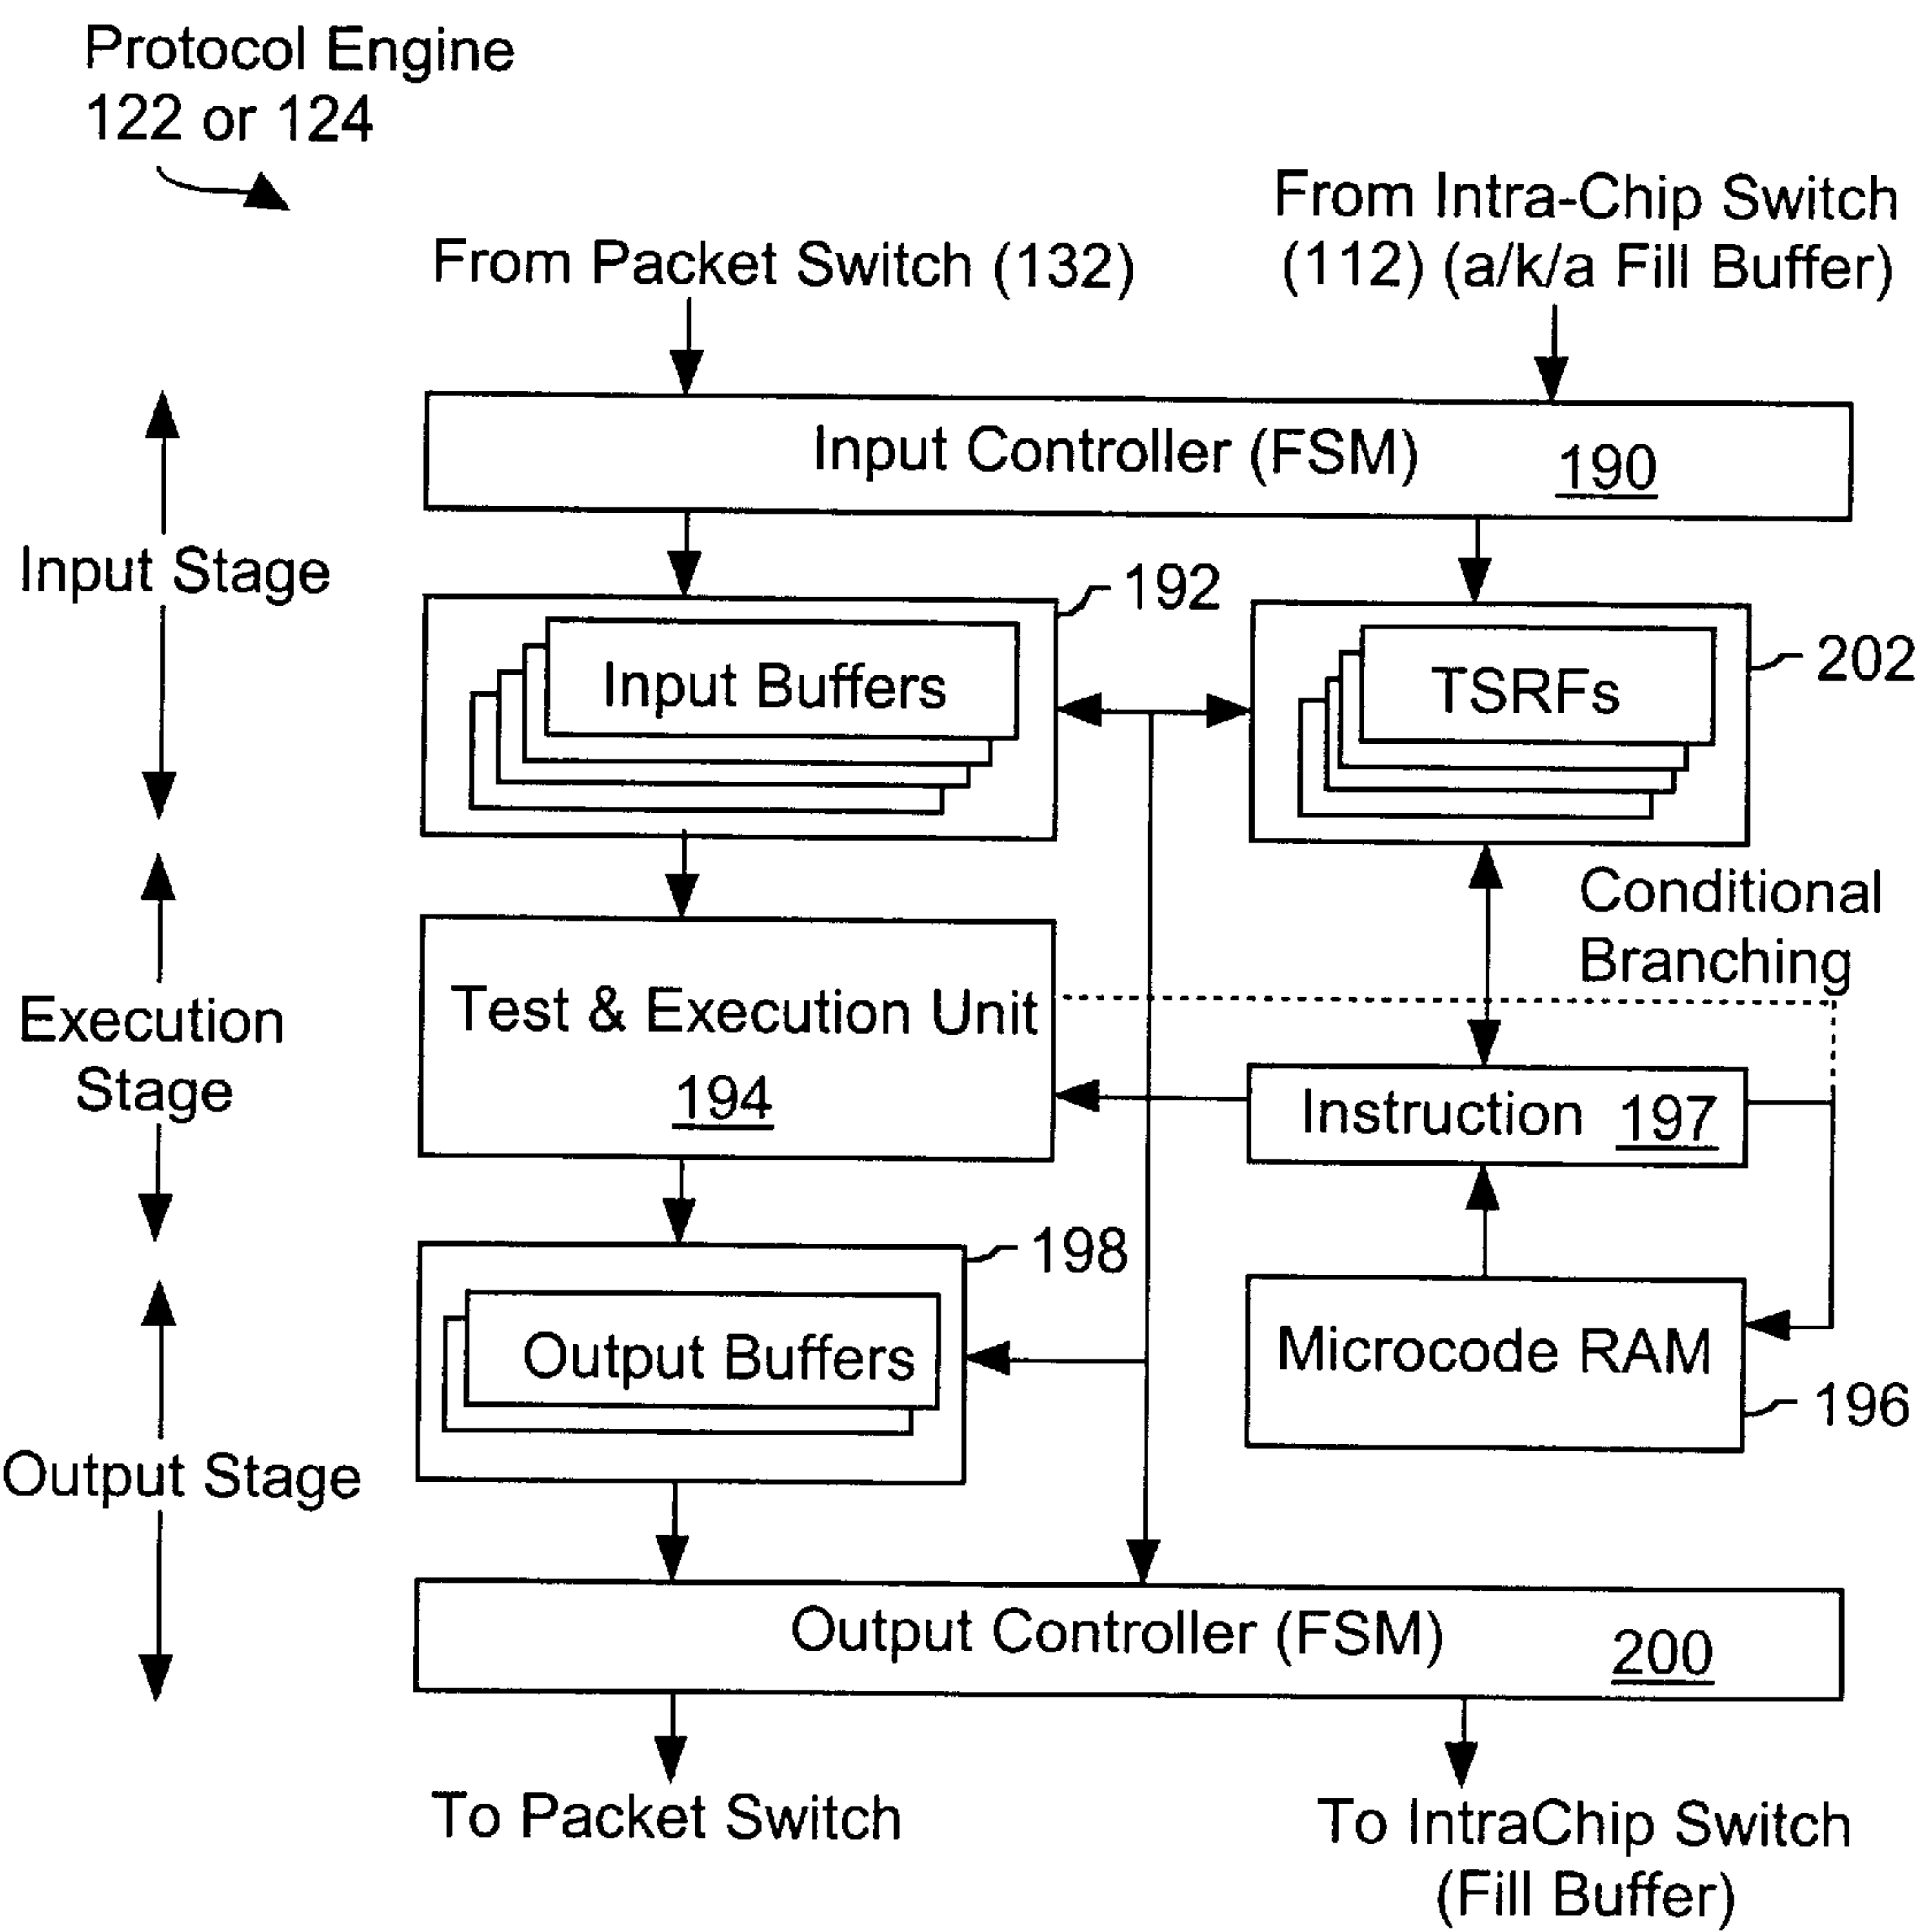 Protocol Engine
122 or 124
From Packet Switch (132)
From Intra-Chip Switch
(112) (a/k/a Fill Buffer)
Input Controller (FSM) 190
Input Stage
192
Input Buffers
TSRFs
202
Conditional
Branching
Execution
Stage
Test & Execution Unit
194
Instruction 197
198
Output Buffers
Microcode RAM
196
Output Stage
Output Controller (FSM) 200
To Packet Switch
To IntraChip Switch
(Fill Buffer)